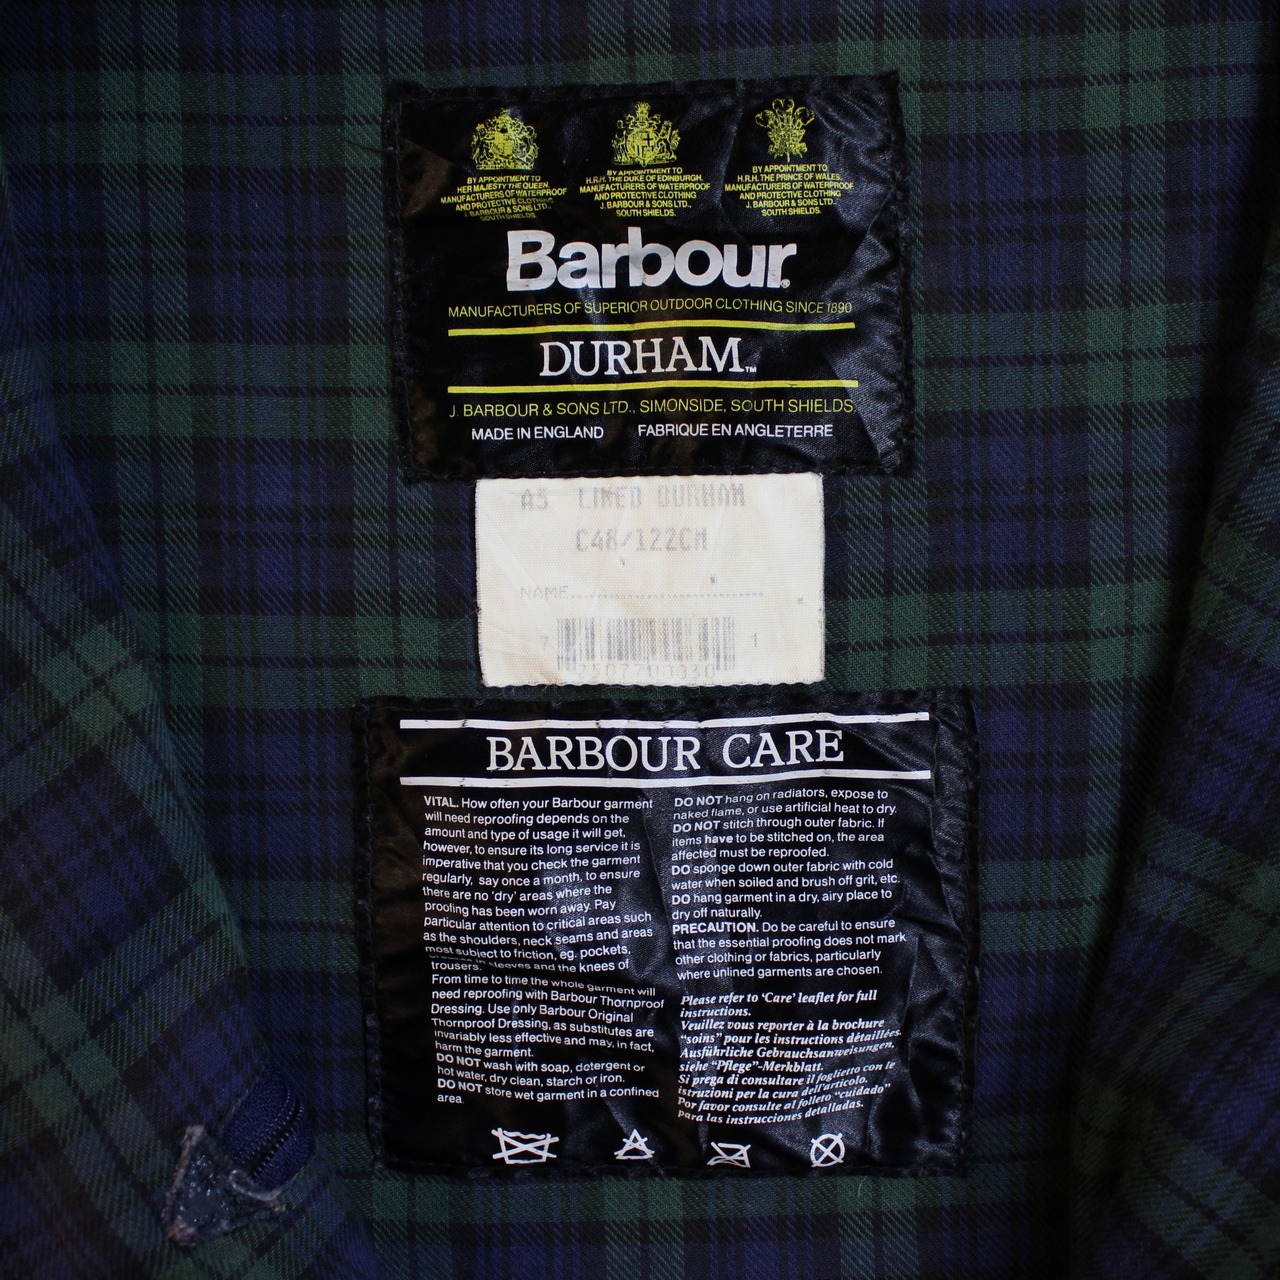 BY APPOINTMENT TO
HER MAJESTY THE QUEEN.
MANUFACTURERS OF WATERPROOF
AND PROTECTIVE CLOTHING
J. BARBOUR & SONS LTD.,
SOUTH SHIELDS.
BY APPOINTMENT TO
H.R.H. THE DUKE OF EDINBURGH.
MANUFACTURERS OF WATERPROOF
AND PROTECTIVE CLOTHING
J. BARBOUR & SONS LTD.,
SOUTH SHIELDS.
BY APPOINTMENT TO
H.R.H. THE PRINCE OF WALES.
MANUFACTURERS OF WATERPROOF
AND PROTECTIVE CLOTHING
J. BARBOUR & SONS LTD.,
SOUTH SHIELDS.
Barbour®
MANUFACTURERS OF SUPERIOR OUTDOOR CLOTHING SINCE 1890
DURHAM™
J. BARBOUR & SONS LTD., SIMONSIDE, SOUTH SHIELDS.
MADE IN ENGLAND FABRIQUE EN ANGLETERRE
A5 LINED DURHAM
C48/122CM
NAME
7 1
BARBOUR CARE
VITAL. How often your Barbour garment
will need reproofing depends on the
amount and type of usage it will get,
however, to ensure its long service it is
imperative that you check the garment
regularly, say once a month, to ensure
there are no 'dry' areas where the
proofing has been worn away. Pay
particular attention to critical areas such
as the shoulders, neck seams and areas
most subject to friction, eg. pockets,
sleeves and the knees of
trousers.
From time to time the whole garment will
need reproofing with Barbour Thornproof
Dressing. Use only Barbour Original
Thornproof Dressing, as substitutes are
invariably less effective and may, in fact,
harm the garment.
DO NOT wash with soap, detergent or
hot water, dry clean, starch or iron.
DO NOT store wet garment in a confined
area.
DO NOT hang on radiators, expose to
naked flame, or use artificial heat to dry.
DO NOT stitch through outer fabric. If
items have to be stitched on, the area
affected must be reproofed.
DO sponge down outer fabric with cold
water when soiled and brush off grit, etc.
DO hang garment in a dry, airy place to
dry off naturally.
PRECAUTION. Do be careful to ensure
that the essential proofing does not mark
other clothing or fabrics, particularly
where unlined garments are chosen.
Please refer to 'Care' leaflet for full
instructions.
Veuillez vous reporter à la brochure
"soins" pour les instructions détaillées.
Ausführliche Gebrauchsanweisungen,
siehe "Pflege"-Merkblatt.
Si prega di consultare il foglietto con le
istruzioni per la cura dell'articolo.
Por favor consulte al folleto "cuidado"
para las instrucciones detalladas.